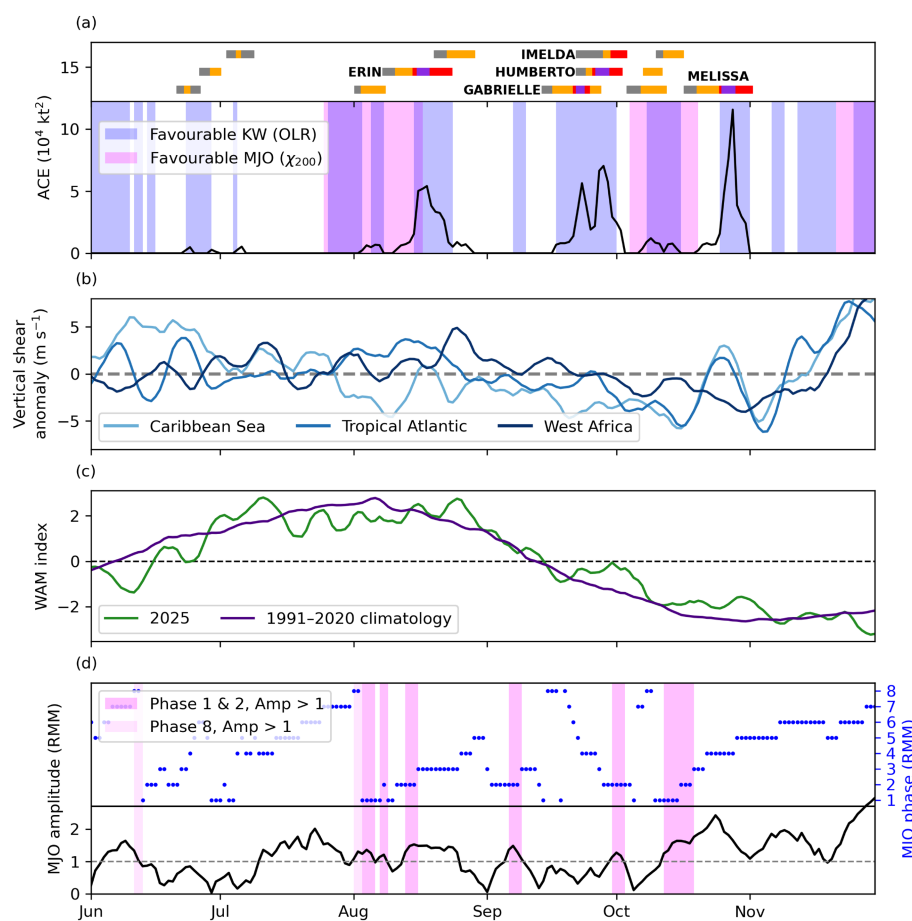 (a)
15
10
5
0
ACE (10⁴ kt²)
IMELDA
ERIN
HUMBERTO
MELISSA
GABRIELLE
Favourable KW (OLR)
Favourable MJO (χ₂₀₀)
(b)
5
0
−5
Vertical shear
anomaly (m s⁻¹)
Caribbean Sea
Tropical Atlantic
West Africa
(c)
2
0
−2
WAM index
2025
1991–2020 climatology
(d)
Phase 1 & 2, Amp > 1
Phase 8, Amp > 1
MJO amplitude (RMM)
2
1
0
8
7
6
5
4
3
2
1
MJO phase (RMM)
Jun
Jul
Aug
Sep
Oct
Nov